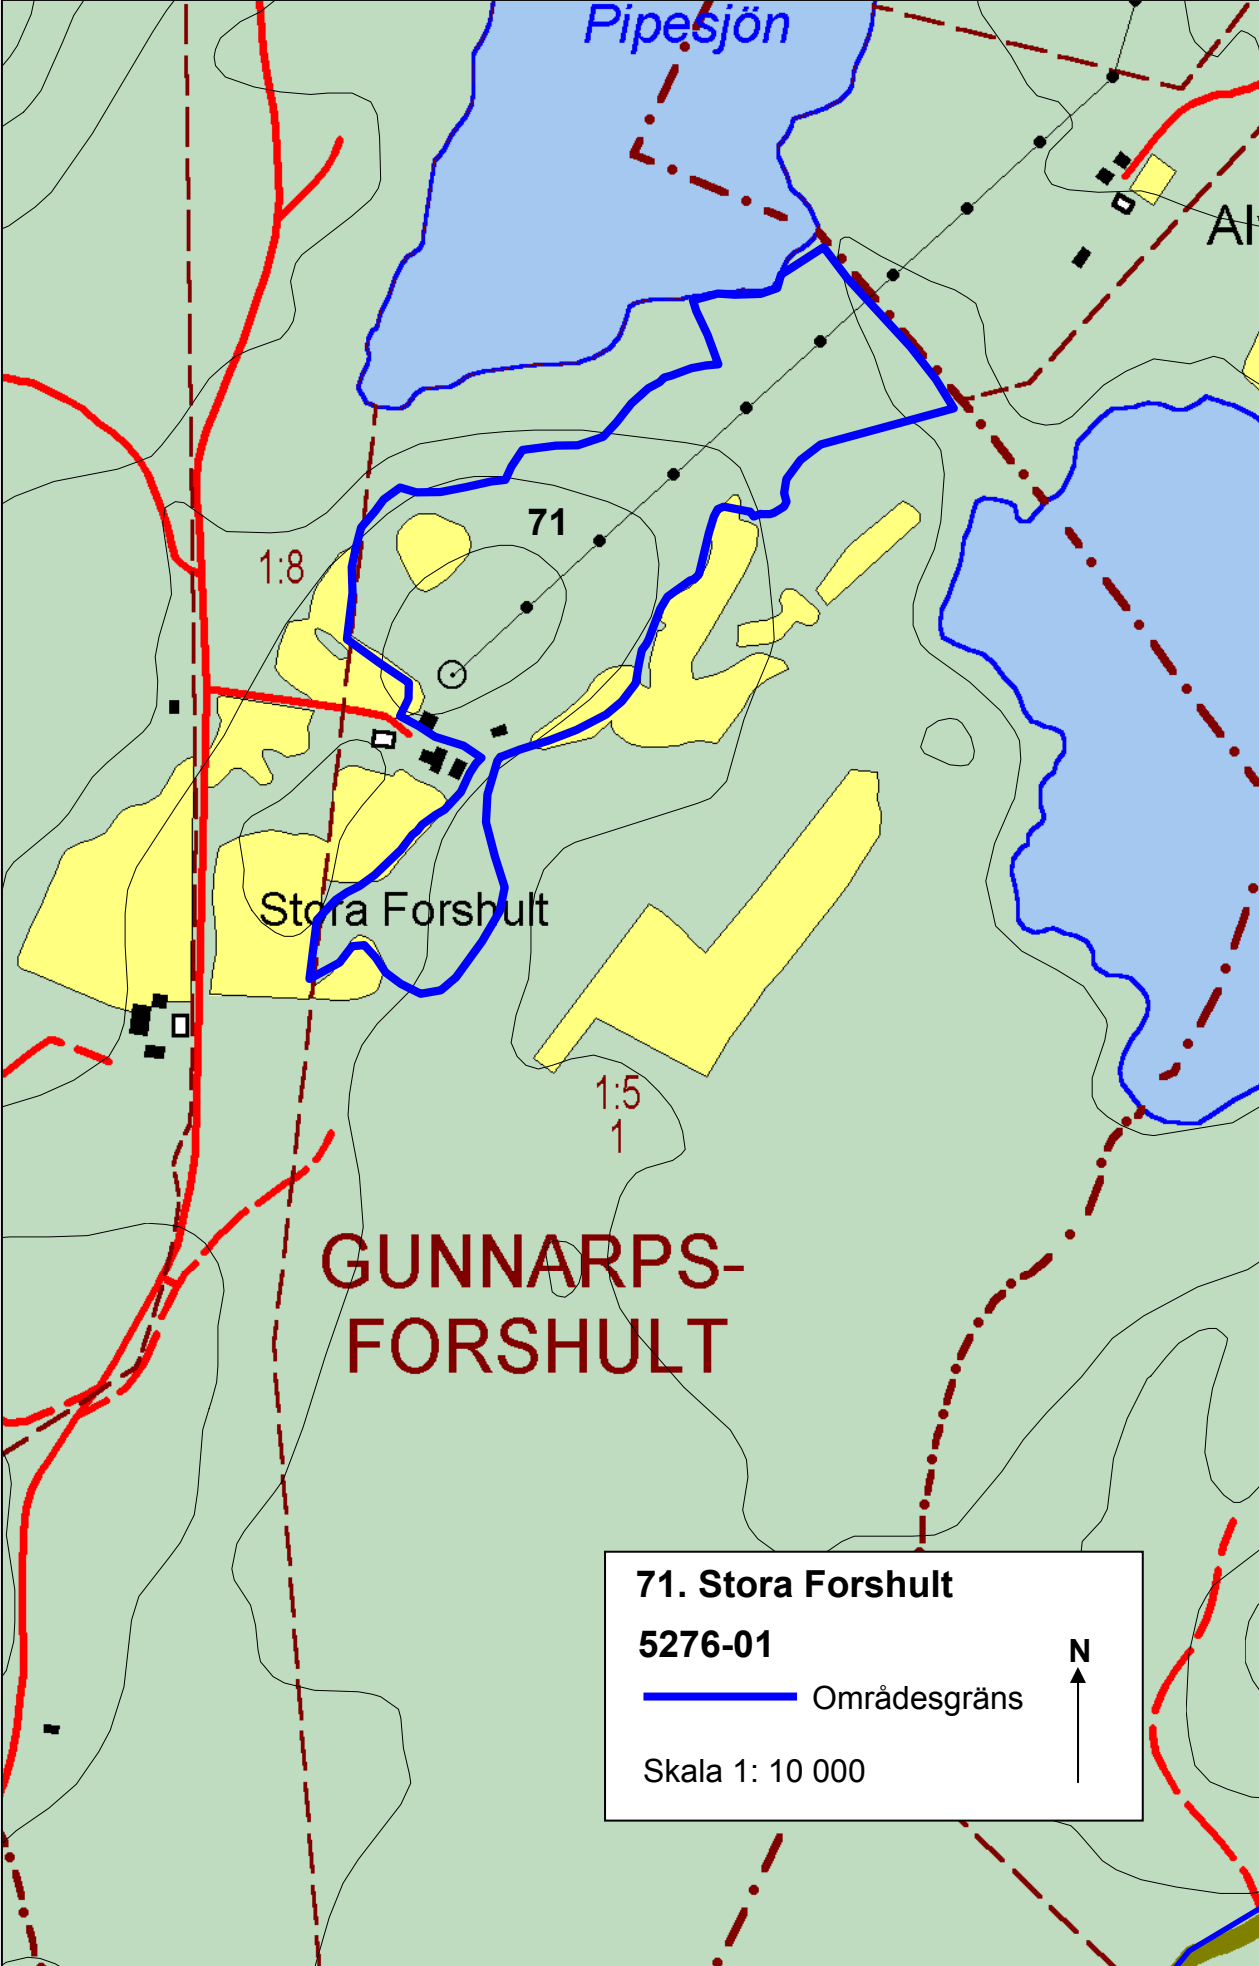 Pipesjön
Al
71
1:8
Stora Forshult
1:5
1
GUNNARPS-
FORSHULT
71. Stora Forshult
5276-01
N
Områdesgräns
Skala 1: 10 000